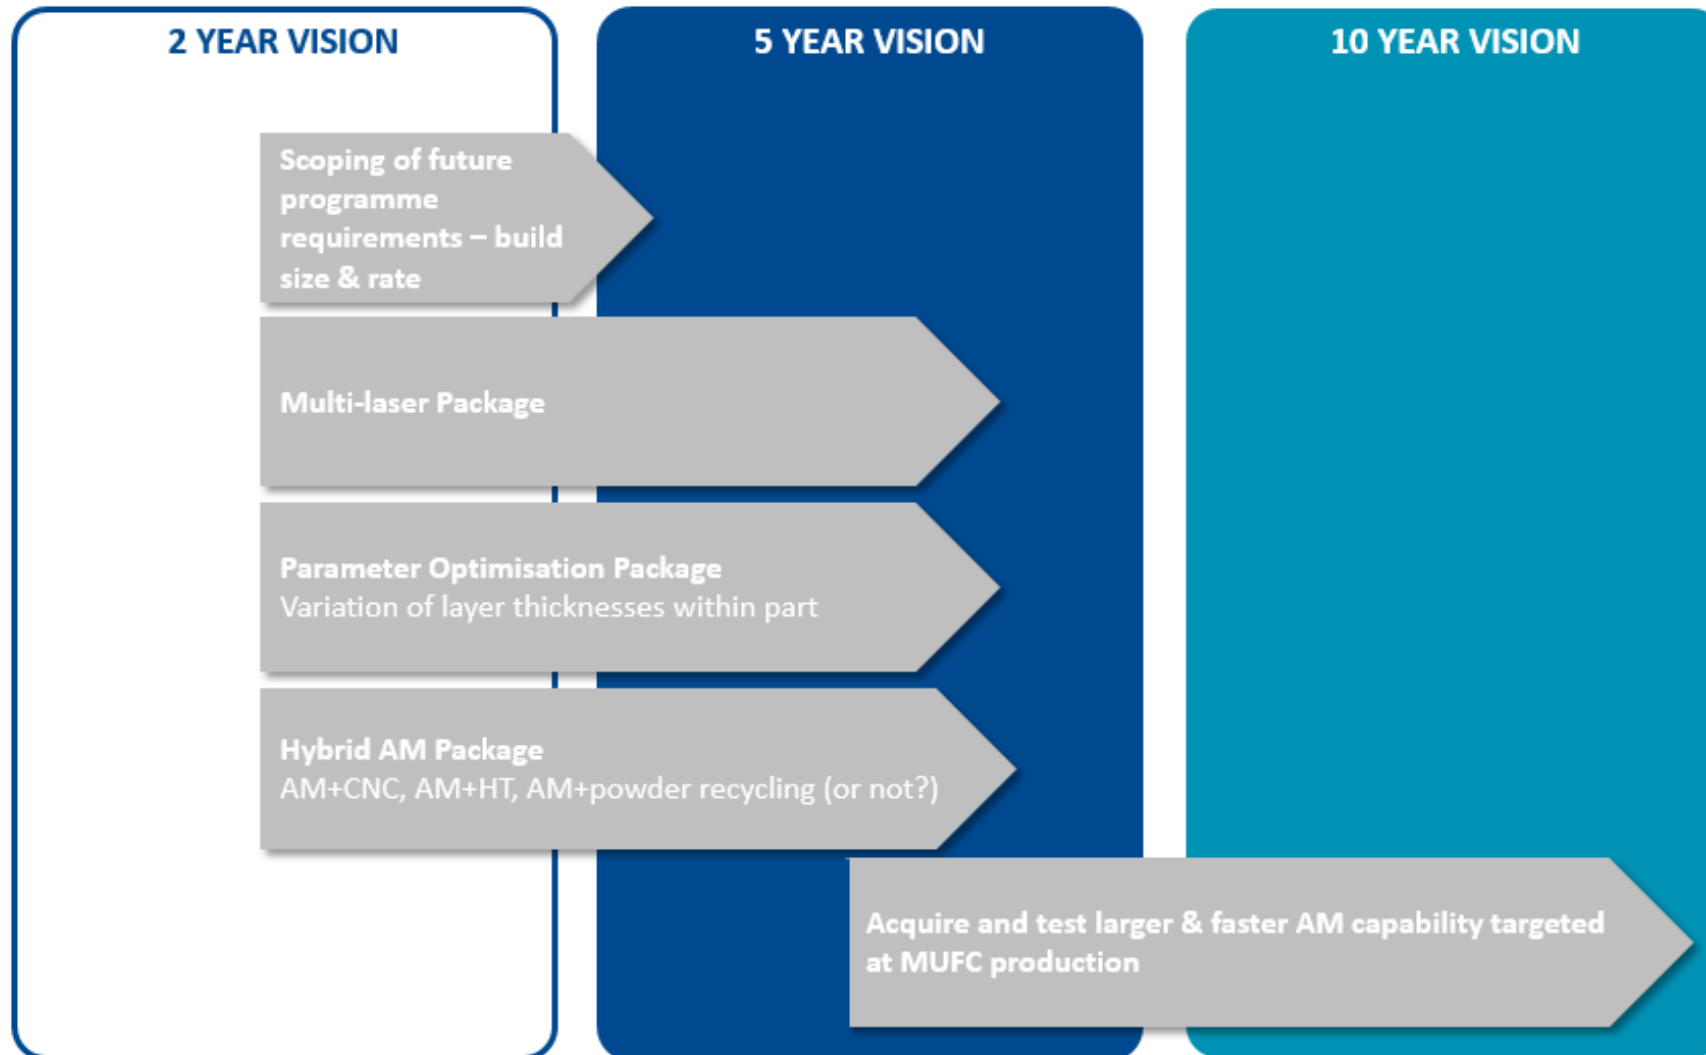 2 YEAR VISION
5 YEAR VISION
10 YEAR VISION
Scoping of future
programme
requirements – build
size & rate
Multi-laser Package
Parameter Optimisation Package
Variation of layer thicknesses within part
Hybrid AM Package
AM+CNC, AM+HT, AM+powder recycling (or not?)
Acquire and test larger & faster AM capability targeted
at MUFC production